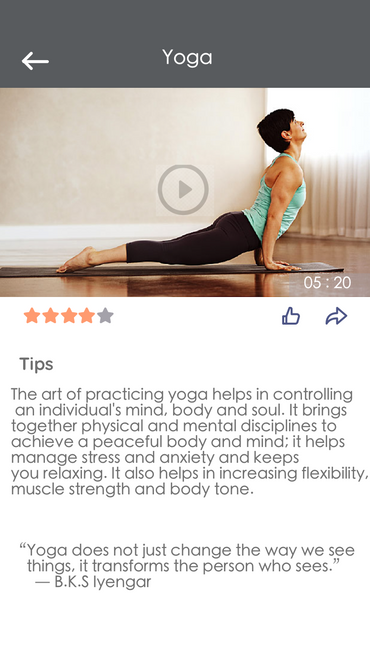 Yoga
05 : 20
Tips
The art of practicing yoga helps in controlling
an individual's mind, body and soul. It brings
together physical and mental disciplines to
achieve a peaceful body and mind; it helps
manage stress and anxiety and keeps
you relaxing. It also helps in increasing flexibility,
muscle strength and body tone.
“Yoga does not just change the way we see
things, it transforms the person who sees.”
— B.K.S Iyengar